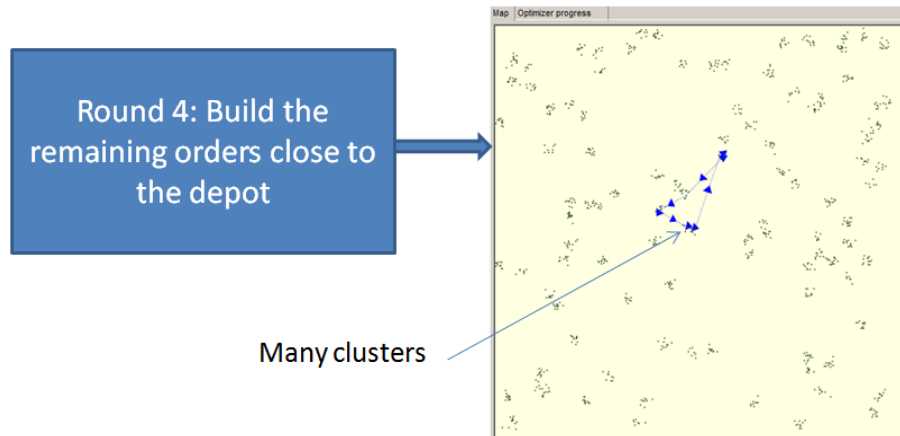 Map Optimizer progress
Round 4: Build the
remaining orders close to
the depot
Many clusters